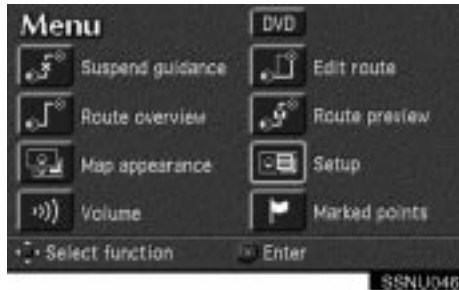 Menu DVD
Suspend guidance Edit route
Route overview Route preview
Map appearance Setup
Volume Marked points
Select function Enter
SSNU046